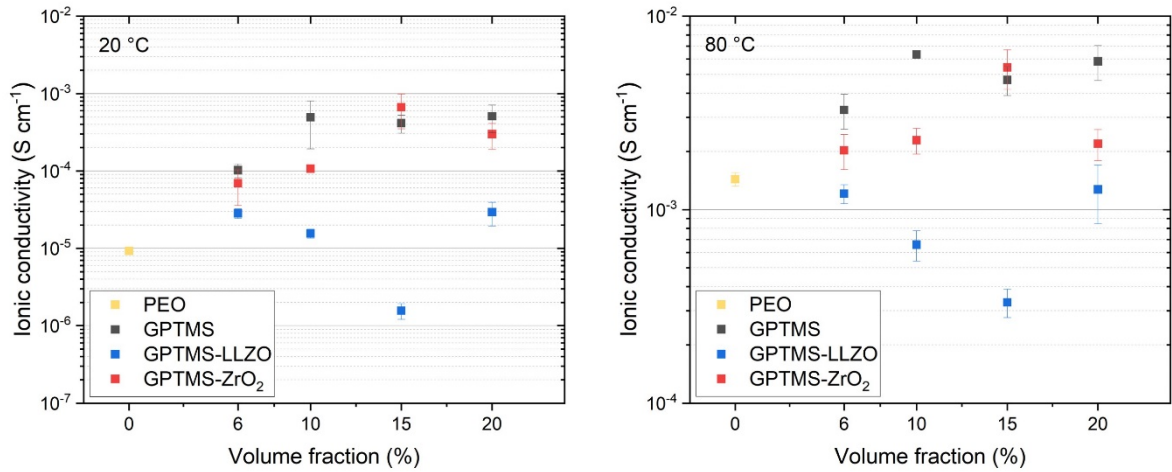 20 °C
Ionic conductivity (S cm⁻¹)
10⁻²
10⁻³
10⁻⁴
10⁻⁵
10⁻⁶
10⁻⁷
PEO
GPTMS
GPTMS-LLZO
GPTMS-ZrO₂
0 6 10 15 20
Volume fraction (%)
80 °C
Ionic conductivity (S cm⁻¹)
10⁻²
10⁻³
10⁻⁴
PEO
GPTMS
GPTMS-LLZO
GPTMS-ZrO₂
0 6 10 15 20
Volume fraction (%)